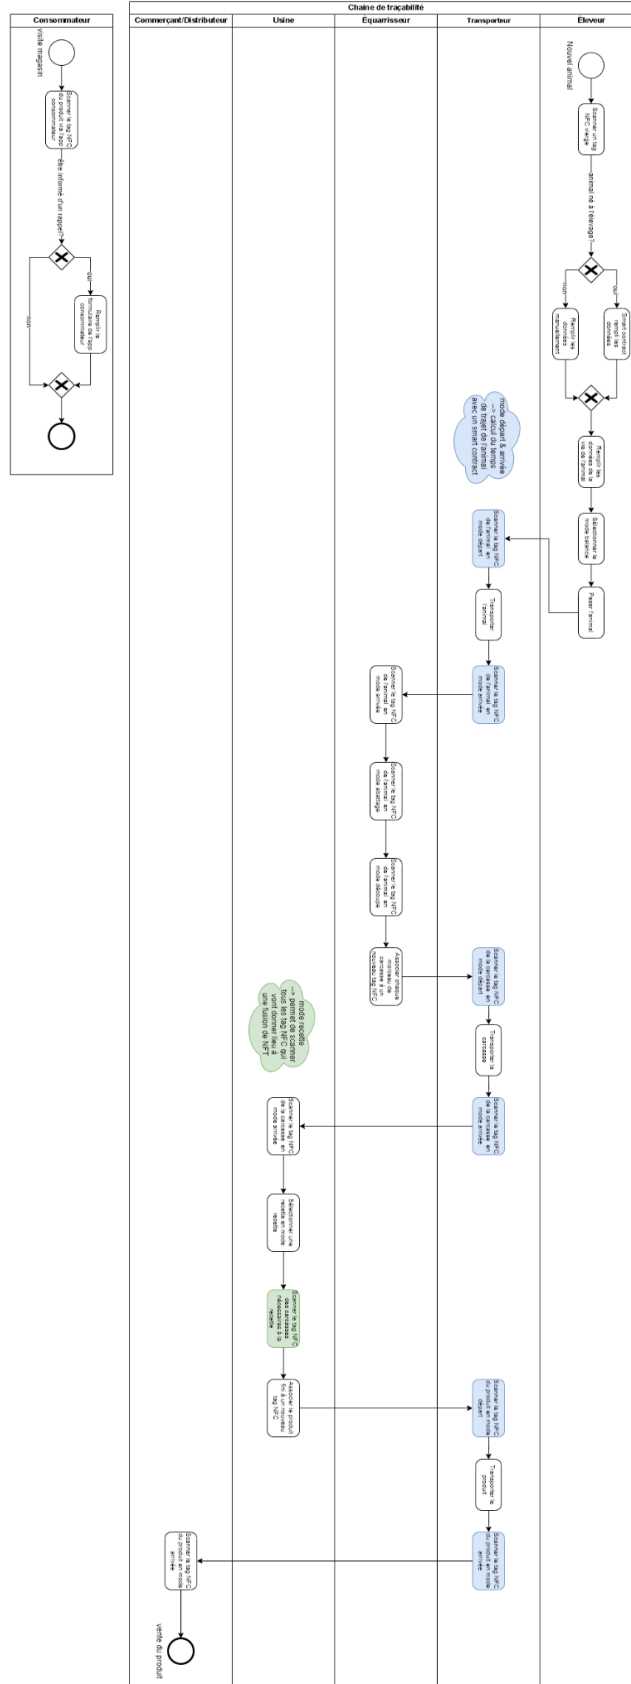 Consommateur
visite magasin
Scanner le tag NFC
du produit via l'app
consommateur
être informé d'un rappel?
oui
non
Remplir le
formulaire de l'app
consommateur
Chaîne de traçabilité
Commerçant/Distributeur
Usine
Équarrisseur
Transporteur
Éleveur
Nouvel animal
Scanner un tag
NFC vierge
animal né à l'élevage?
oui
non
Smart contract
rempli les
données
Remplir les
données
manuellement
Remplir les
données de la
vie de l'animal
Sélectionner le
mode balance
Peser l'animal
mode départ & arrivée
--> calcul du temps
de trajet de l'animal
avec un smart contract
Scanner le tag NFC
de l'animal en
mode départ
Transporter
l'animal
Scanner le tag NFC
de l'animal en
mode arrivée
Scanner le tag NFC
de l'animal en
mode arrivée
Scanner le tag NFC
de l'animal en
mode abattage
Scanner le tag NFC
de l'animal en
mode découpe
Associer chaque
morceau de
carcasse à un
nouveau tag NFC
Scanner le tag NFC
de la carcasse en
mode départ
Transporter la
carcasse
Scanner le tag NFC
de la carcasse en
mode arrivée
mode recette
--> permet de scanner
tous les tag NFC qui
vont donner lieu à
une fusion de NFT
Scanner le tag NFC
de la carcasse en
mode arrivée
Sélectionner une
recette en mode
recette
Scanner le tag NFC
des carcasses
nécessaires à la
recette
Associer le produit
fini à un nouveau
tag NFC
Scanner le tag NFC
du produit en mode
départ
Transporter le
produit
Scanner le tag NFC
du produit en mode
arrivée
Scanner le tag NFC
du produit en mode
arrivée
vente du produit